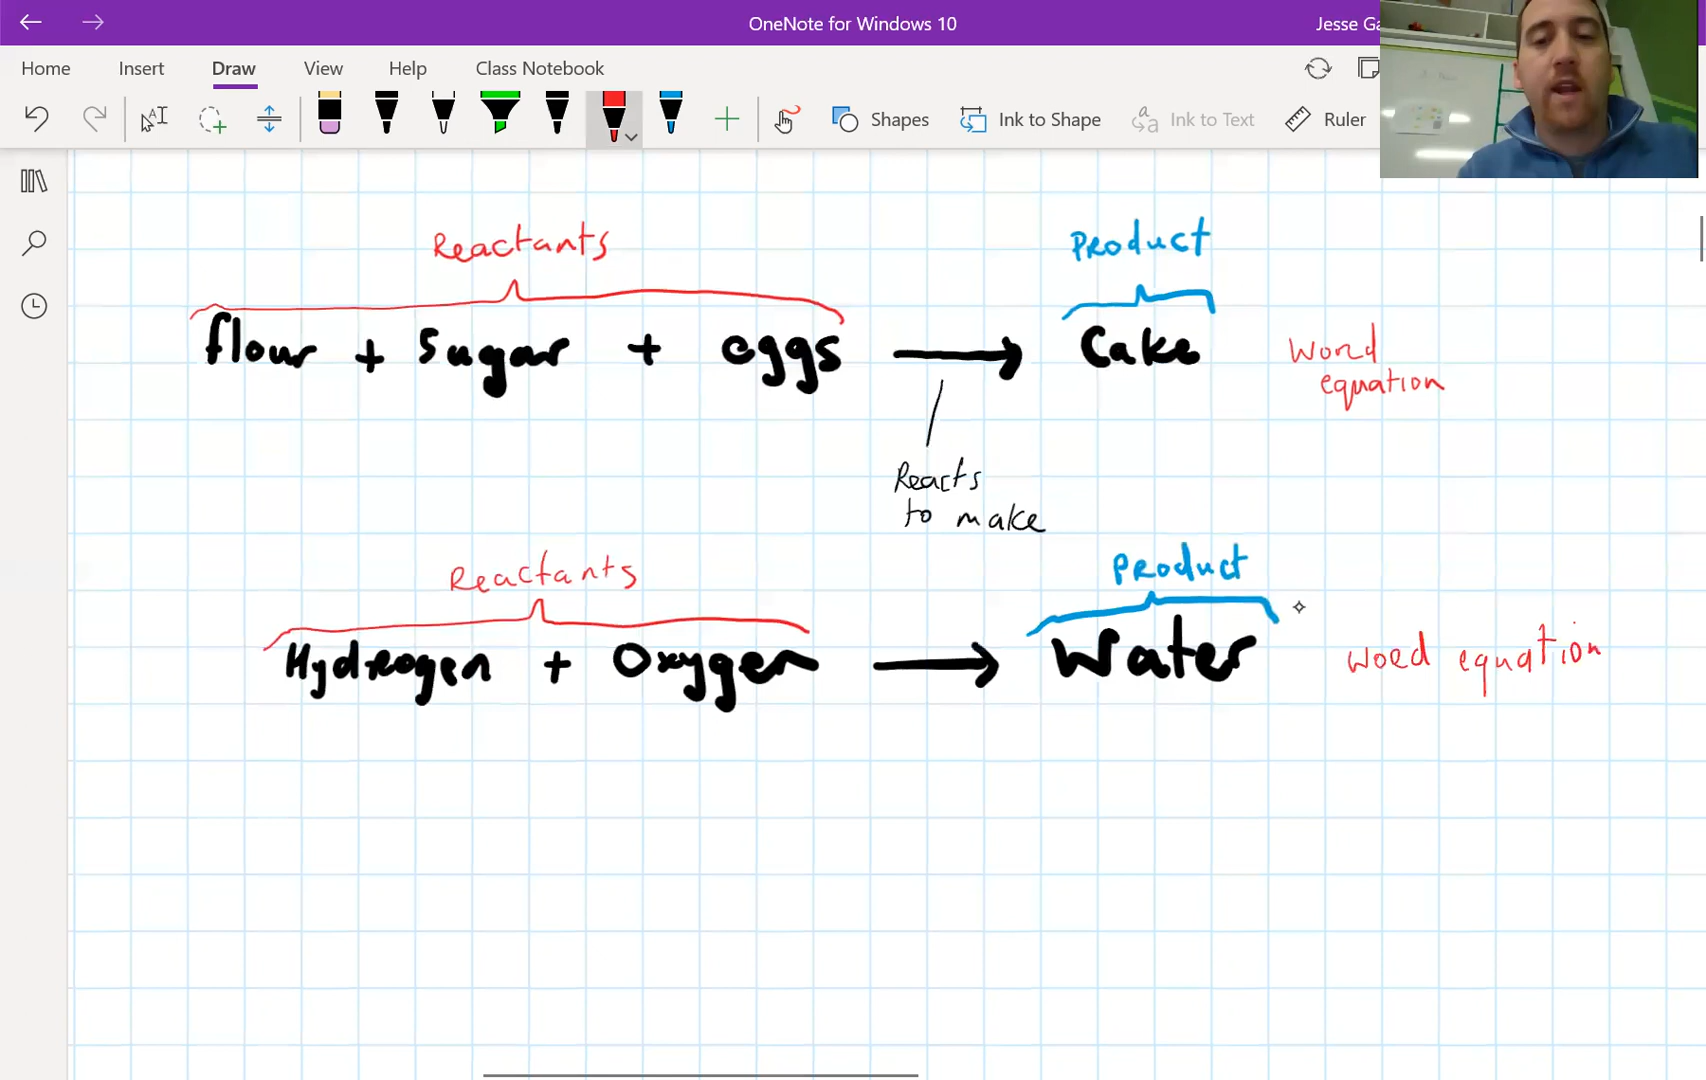 OneNote for Windows 10
Jesse Ga
Home Insert Draw View Help Class Notebook
Shapes Ink to Shape Ink to Text Ruler
Reactants Product
flour + Sugar + eggs → Cake
Word
equation
Reacts
to make
Reactants Product
Hydrogen + Oxygen → Water
word equation